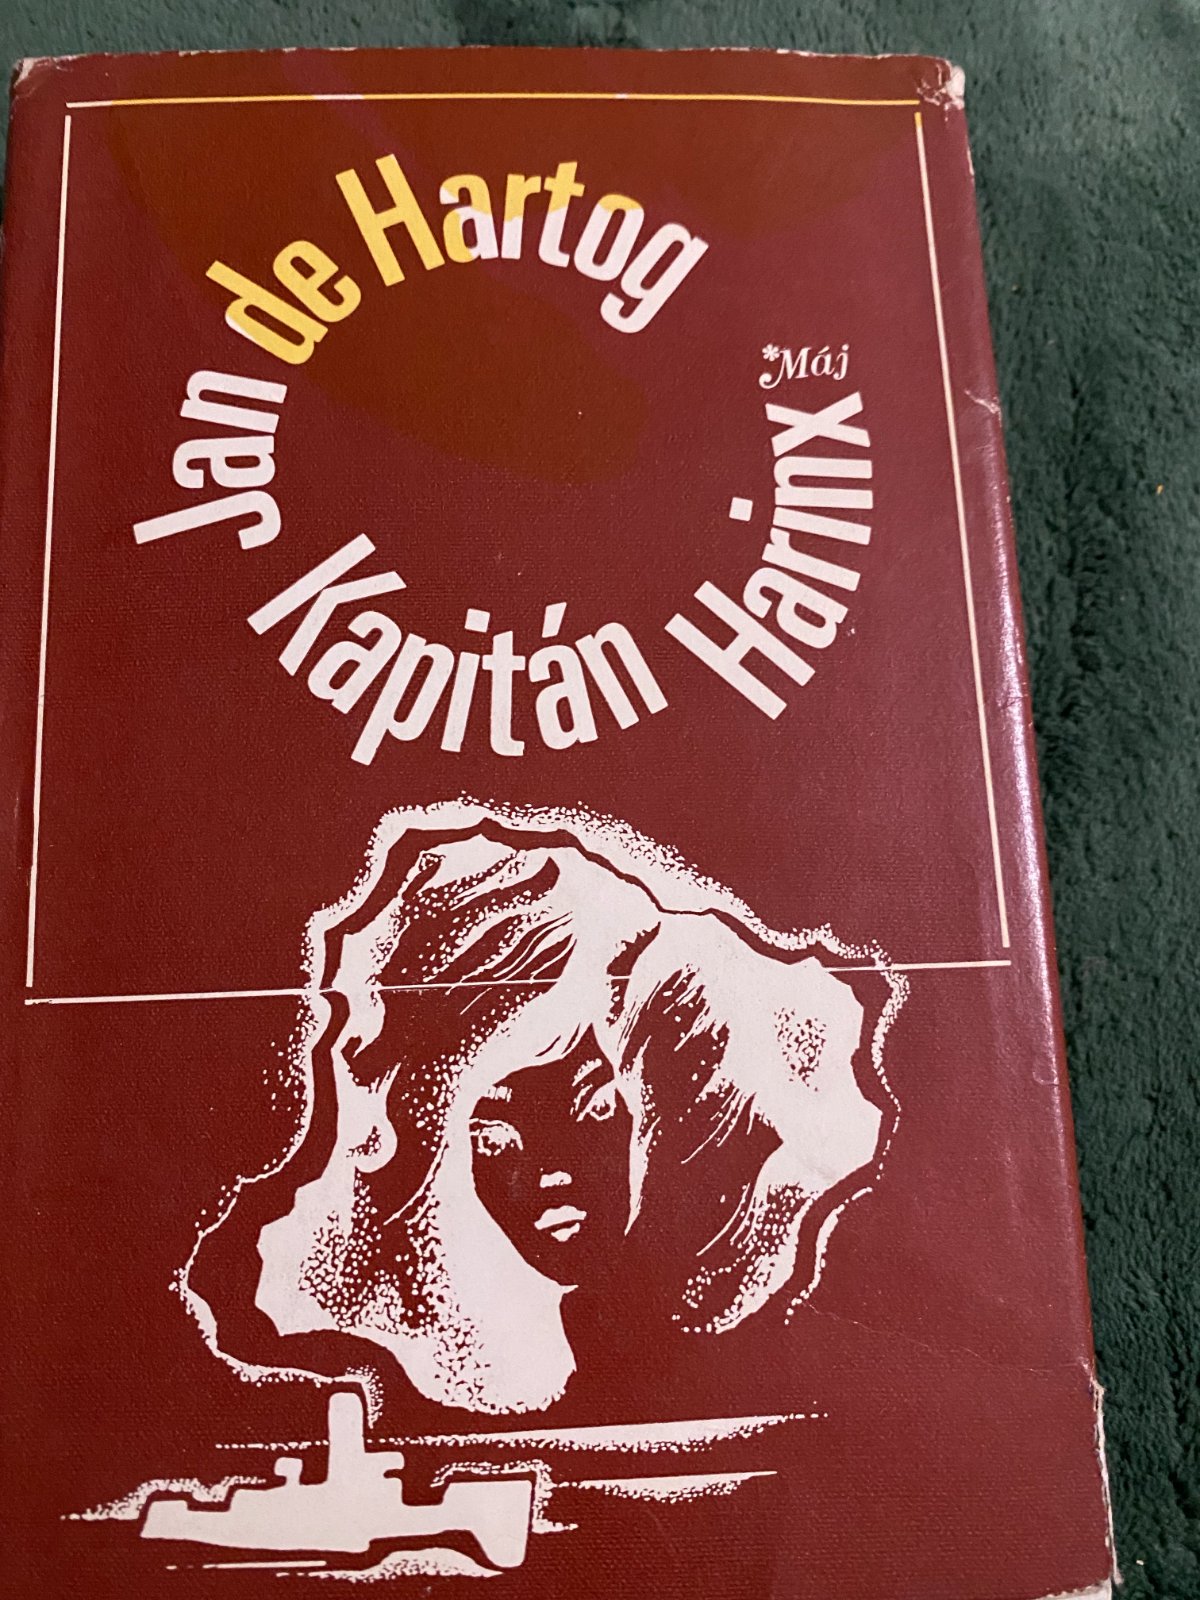 Jan de Hartog
Kapitán Harinx
*Máj